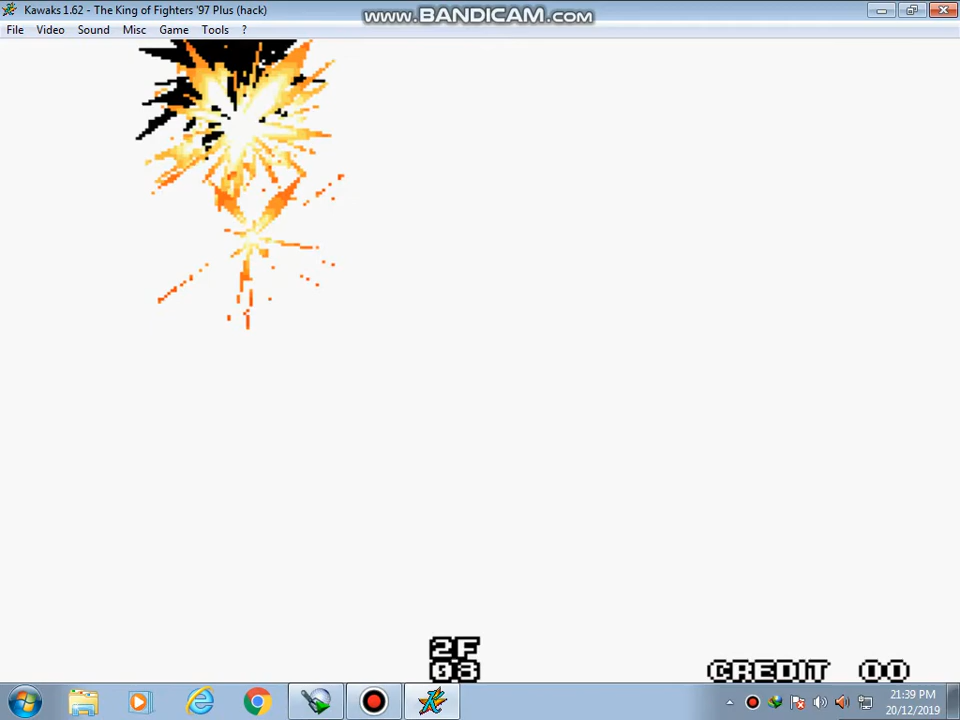 Kawaks 1.62 - The King of Fighters '97 Plus (hack)
www.BANDICAM.com
File Video Sound Misc Game Tools ?
2F
03
CREDIT 00
21:39 PM
20/12/2019